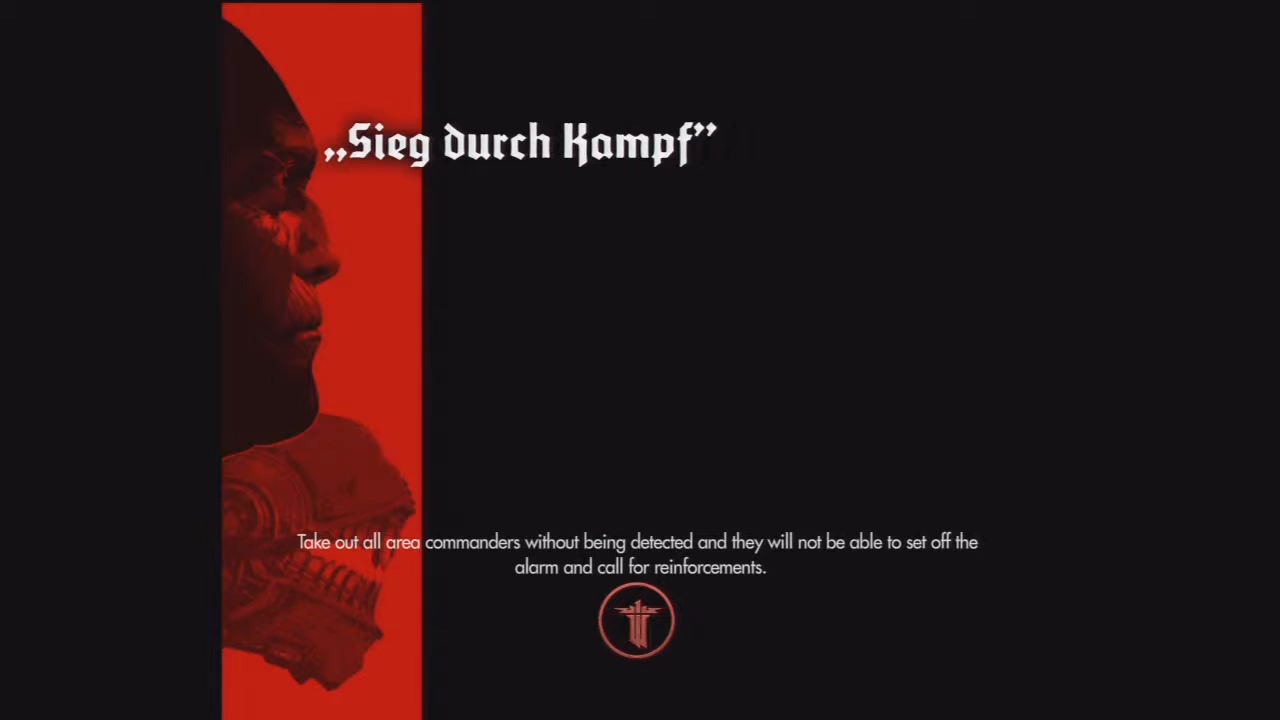 „Sieg durch Kampf”
Take out all area commanders without being detected and they will not be able to set off the
alarm and call for reinforcements.